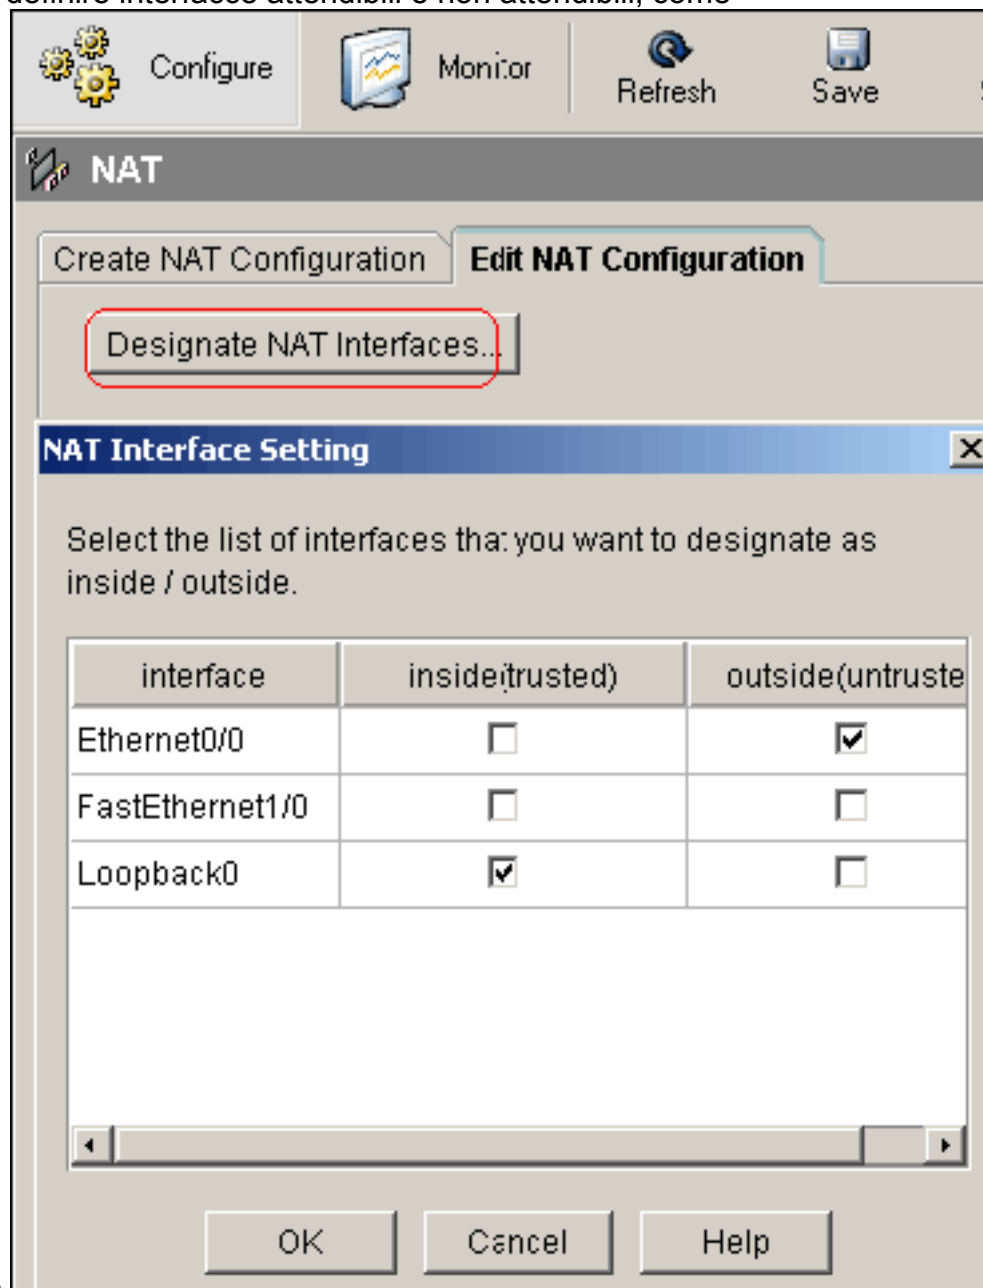 Configure Monitor Refresh Save
NAT
Create NAT Configuration Edit NAT Configuration
Designate NAT Interfaces...
NAT Interface Setting
Select the list of interfaces that you want to designate as
inside / outside.
interface inside(trusted) outside(untruste
Ethernet0/0
FastEthernet1/0
Loopback0
OK Cancel Help